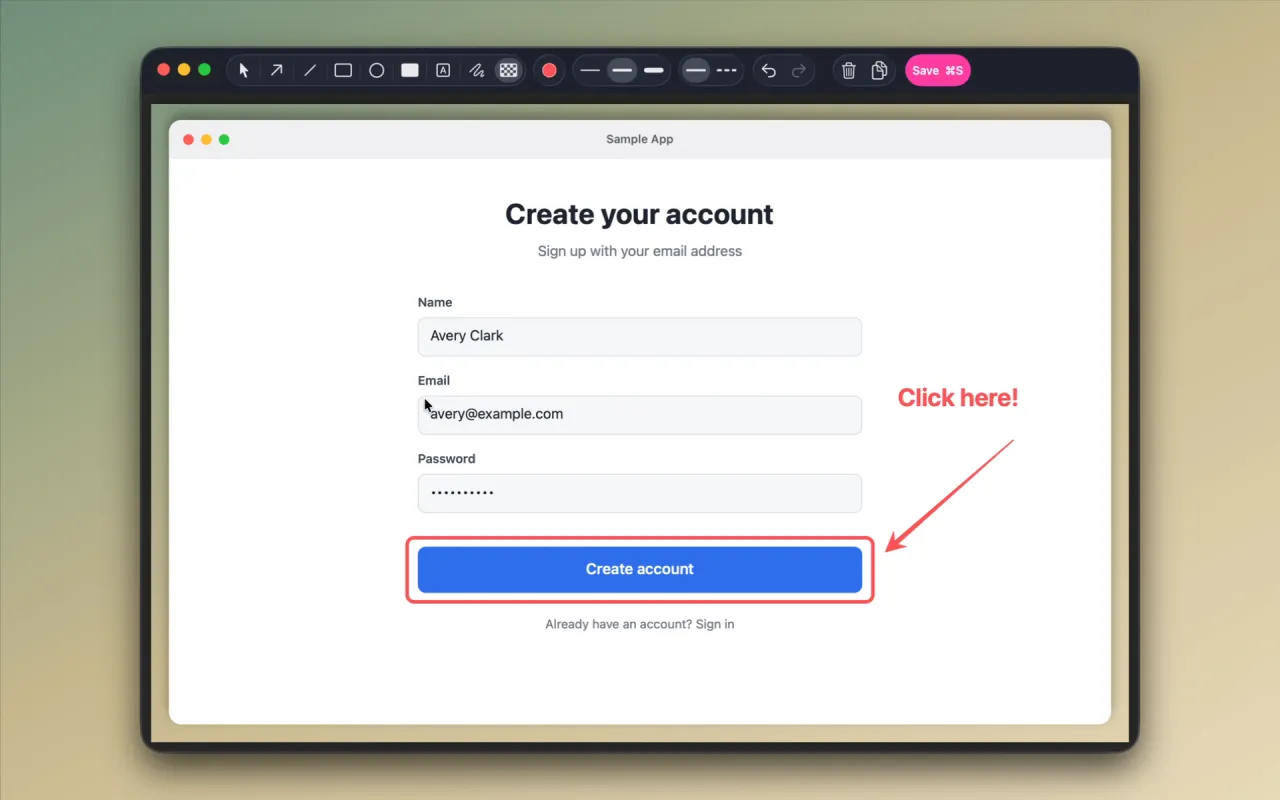 A
Save ⌘S
Sample App
Create your account
Sign up with your email address
Name
Avery Clark
Email
avery@example.com
Click here!
Password
••••••••••
Create account
Already have an account? Sign in